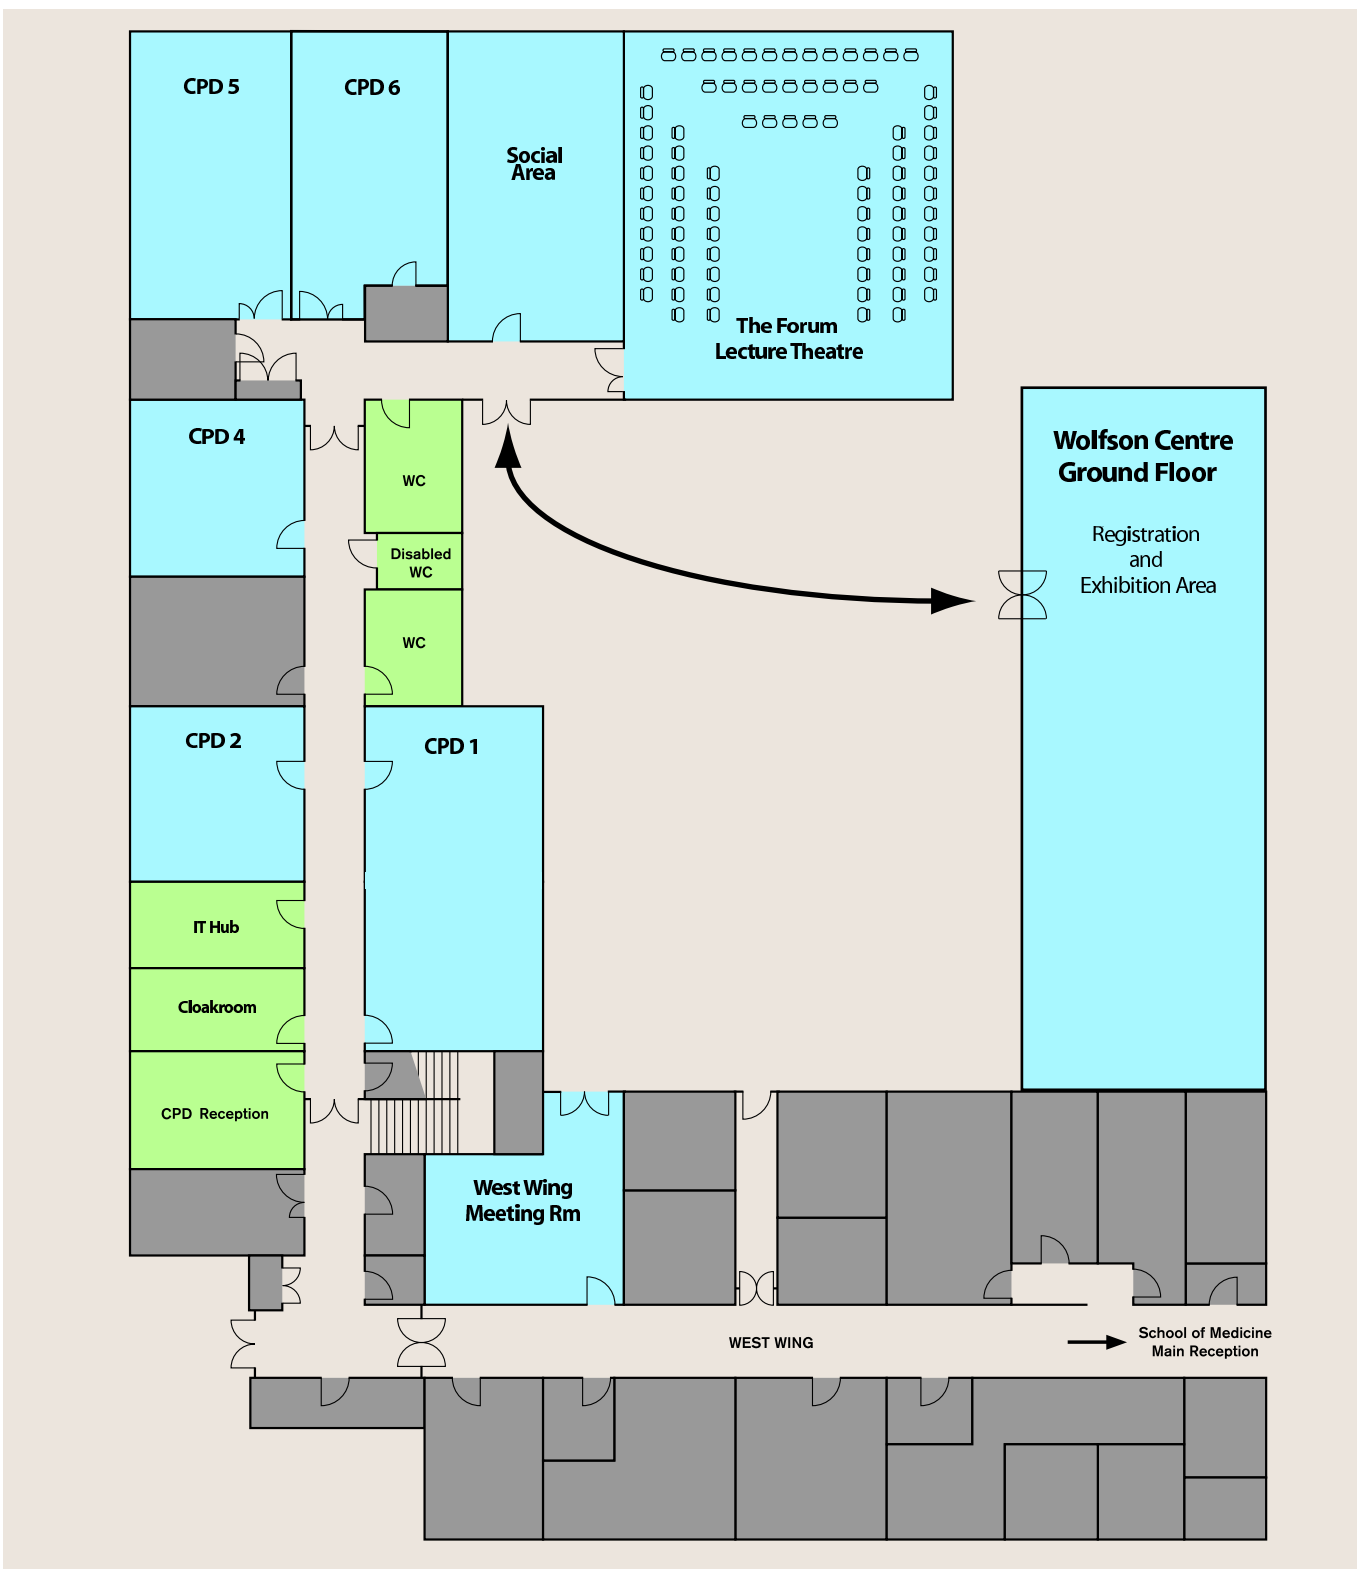 CPD 5
CPD 6
Social
Area
The Forum
Lecture Theatre
CPD 4
WC
Disabled
WC
WC
Wolfson Centre
Ground Floor
Registration
and
Exhibition Area
CPD 2
CPD 1
IT Hub
Cloakroom
CPD Reception
West Wing
Meeting Rm
WEST WING
School of Medicine
Main Reception